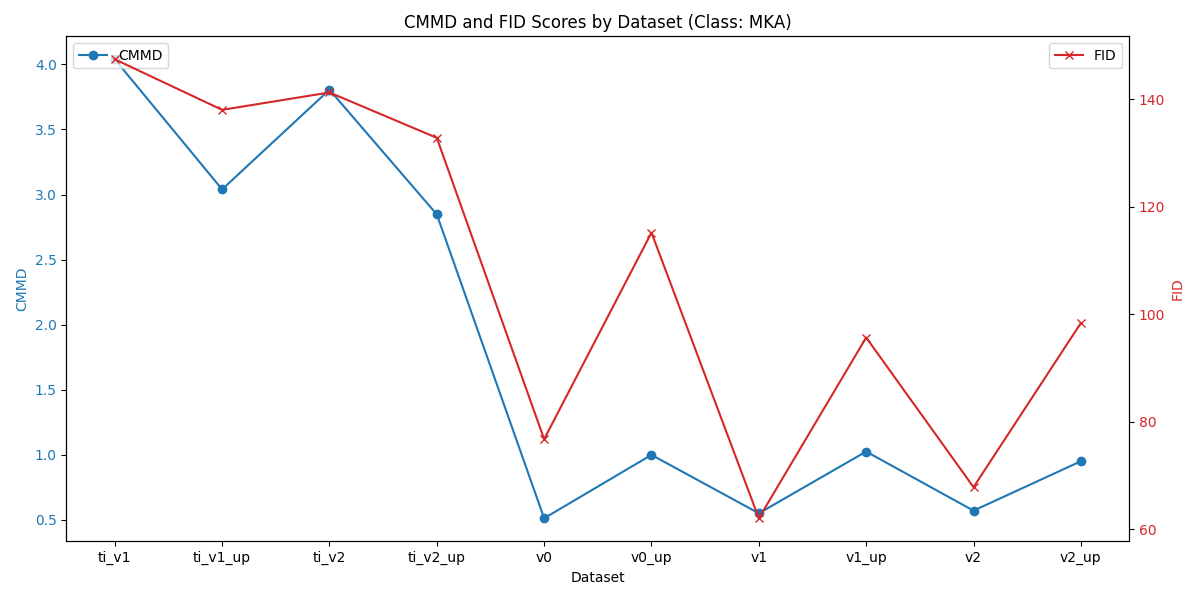 CMMD and FID Scores by Dataset (Class: MKA)
CMMD
FID
4.0
3.5
3.0
2.5
2.0
1.5
1.0
0.5
CMMD
140
120
100
80
60
FID
ti_v1 ti_v1_up ti_v2 ti_v2_up v0 v0_up v1 v1_up v2 v2_up
Dataset